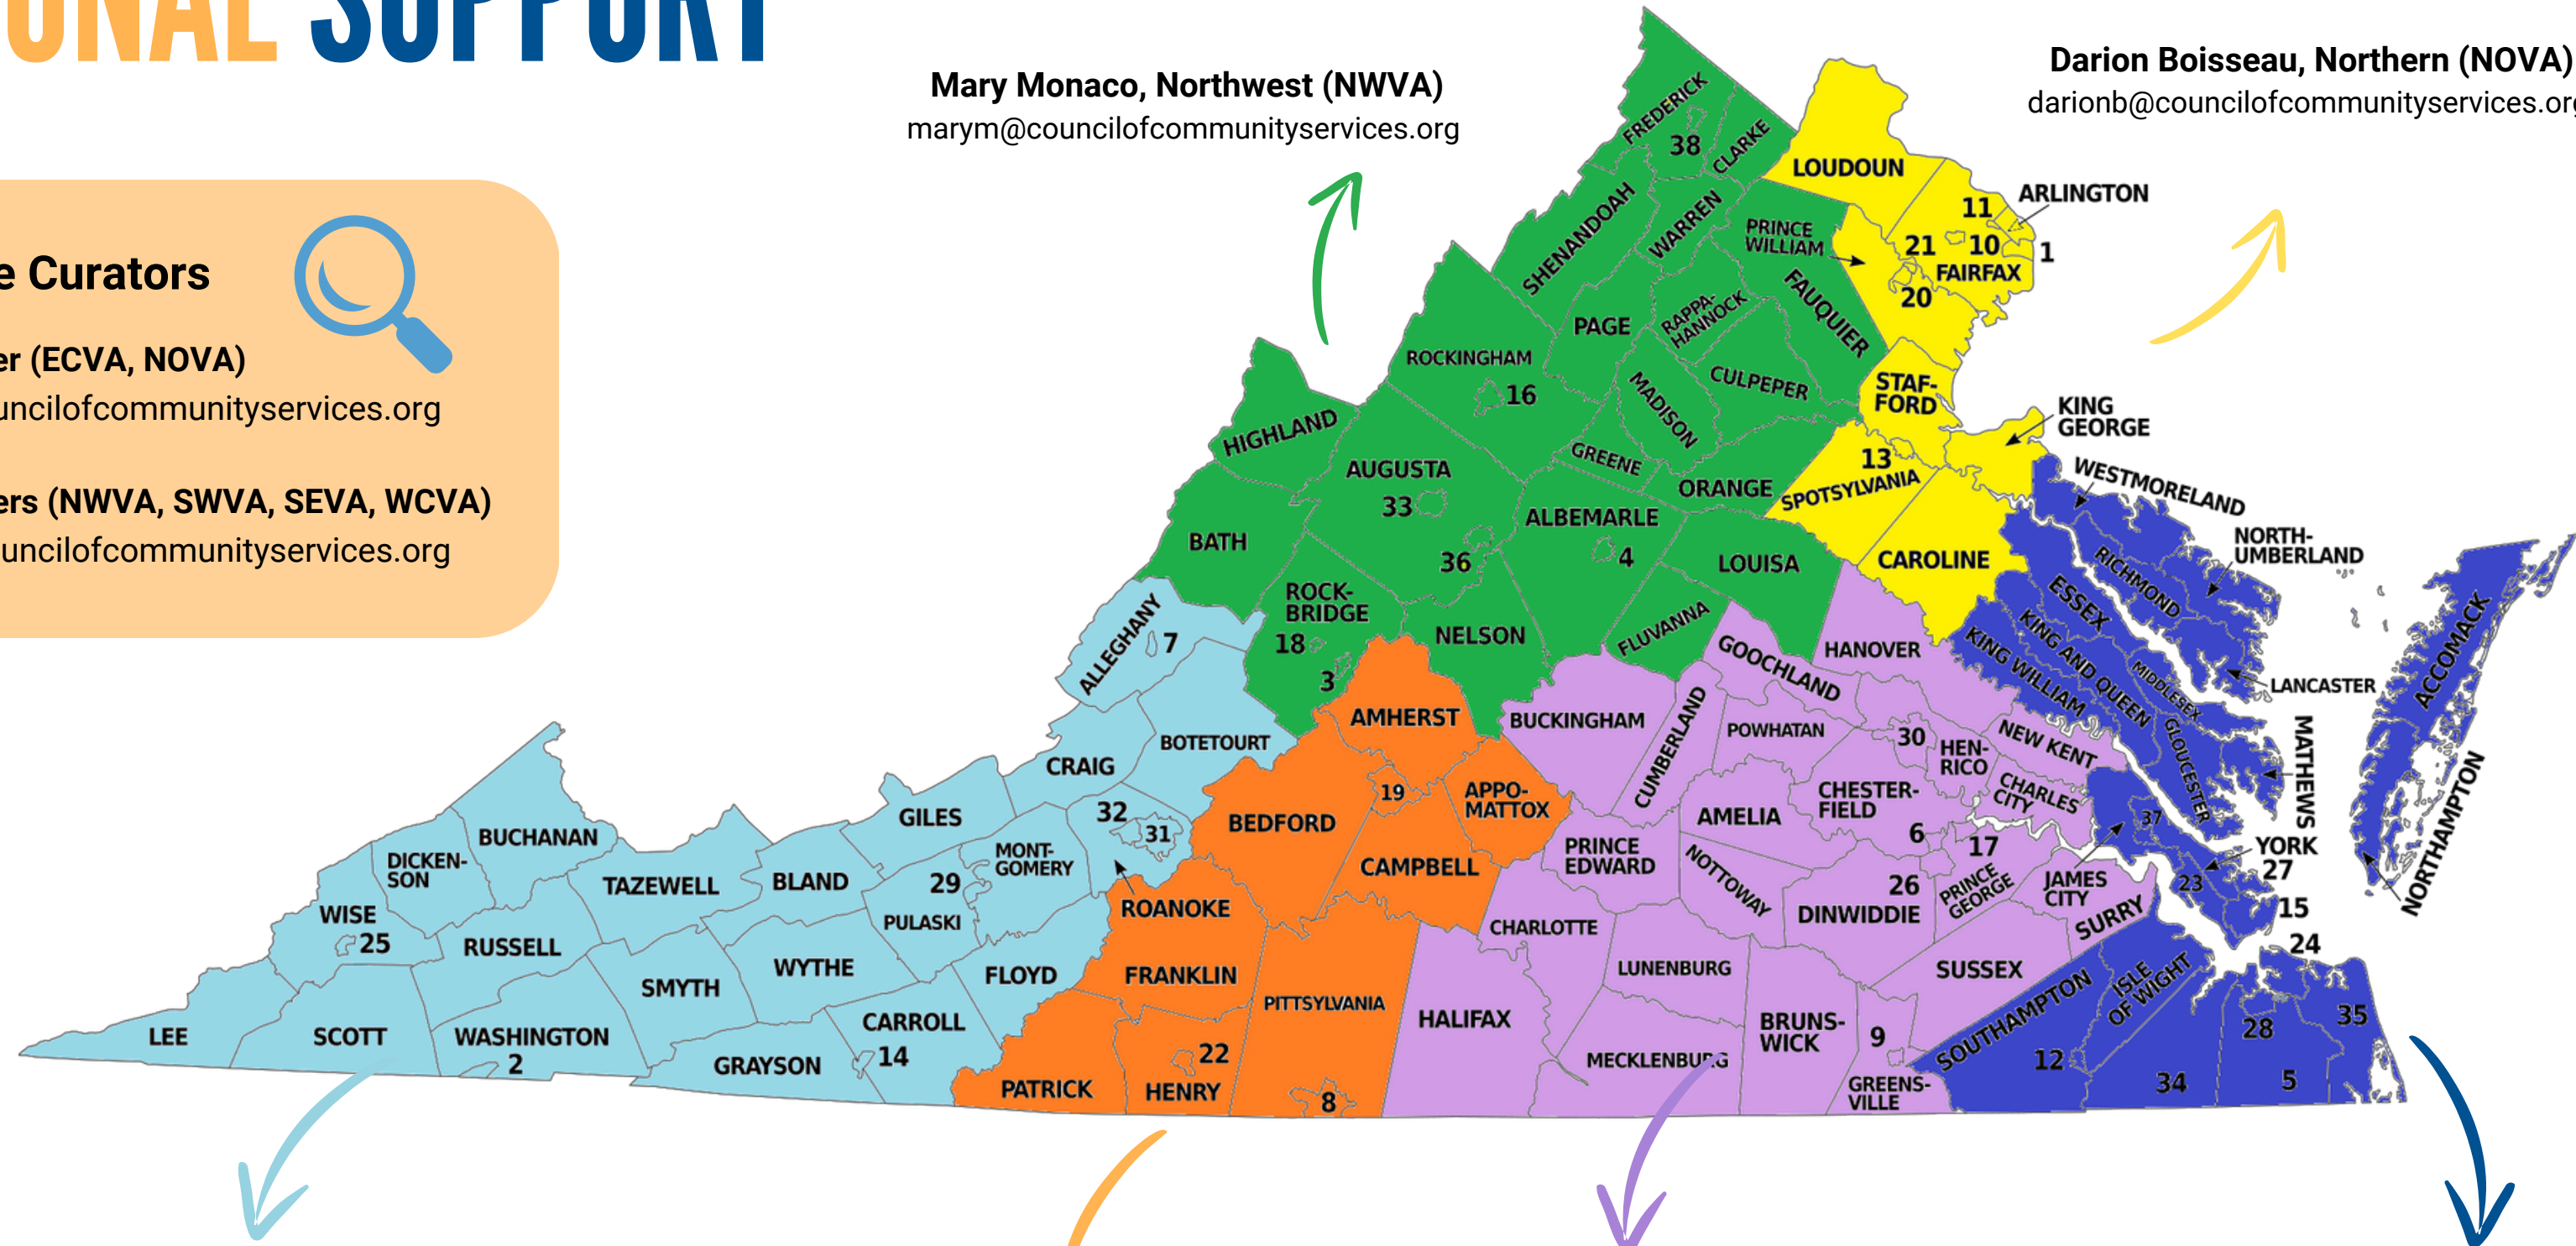 ONAL SUPPORT
Mary Monaco, Northwest (NWVA)
marym@councilofcommunityservices.org
Darion Boisseau, Northern (NOVA)
darionb@councilofcommunityservices.org
e Curators
er (ECVA, NOVA)
uncilofcommunityservices.org
ers (NWVA, SWVA, SEVA, WCVA)
ouncilofcommunityservices.org
FREDERICK
38
CLARKE
LOUDOUN
ARLINGTON
11
SHENANDOAH
WARREN
PRINCE
WILLIAM
21
10
1
FAIRFAX
20
FAUQUIER
PAGE
RAPPA-
HANNOCK
ROCKINGHAM
16
MADISON
CULPEPER
STAF-
FORD
KING
GEORGE
HIGHLAND
AUGUSTA
33
GREENE
ORANGE
13
SPOTSYLVANIA
WESTMORELAND
BATH
36
ALBEMARLE
4
LOUISA
CAROLINE
NORTH-
UMBERLAND
RICHMOND
ESSEX
ALLEGHANY
7
ROCK-
BRIDGE
18
3
NELSON
FLUVANNA
GOOCHLAND
HANOVER
KING AND QUEEN
KING WILLIAM
MIDDLESEX
LANCASTER
ACCOMACK
AMHERST
BUCKINGHAM
CUMBERLAND
POWHATAN
30
HEN-
RICO
NEW KENT
GLOUCESTER
MATHEWS
NORTHAMPTON
CRAIG
BOTETOURT
19
APPO-
MATTOX
BEDFORD
AMELIA
CHESTER-
FIELD
6
CHARLES
CITY
37
YORK
27
GILES
32
31
BUCHANAN
DICKEN-
SON
MONT-
GOMERY
CAMPBELL
PRINCE
EDWARD
NOTTOWAY
17
26
PRINCE
GEORGE
JAMES
CITY
23
15
TAZEWELL
BLAND
29
PULASKI
ROANOKE
CHARLOTTE
DINWIDDIE
SURRY
24
WISE
25
RUSSELL
SMYTH
WYTHE
FLOYD
FRANKLIN
PITTSYLVANIA
LUNENBURG
SUSSEX
SOUTHAMPTON
ISLE
OF WIGHT
LEE
SCOTT
WASHINGTON
2
GRAYSON
CARROLL
14
PATRICK
22
HENRY
8
HALIFAX
MECKLENBURG
BRUNS-
WICK
9
GREENS-
VILLE
12
34
28
5
35